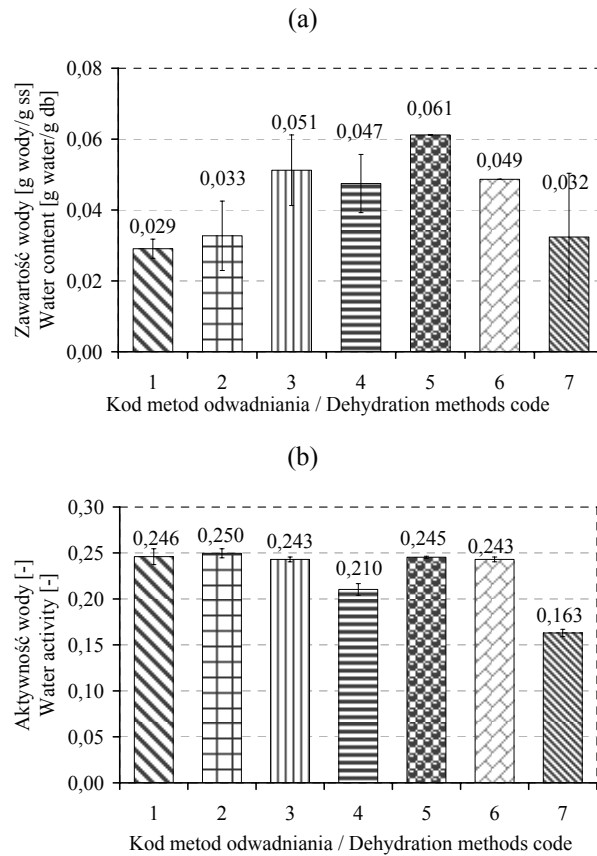 (a)
Zawartość wody [g wody/g ss]
Water content [g water/g db]
0,08
0,06
0,04
0,02
0,00
0,029
0,033
0,051
0,047
0,061
0,049
0,032
1 2 3 4 5 6 7
Kod metod odwadniania / Dehydration methods code
(b)
Aktywność wody [-]
Water activity [-]
0,30
0,25
0,20
0,15
0,10
0,05
0,00
0,246
0,250
0,243
0,210
0,245
0,243
0,163
1 2 3 4 5 6 7
Kod metod odwadniania / Dehydration methods code